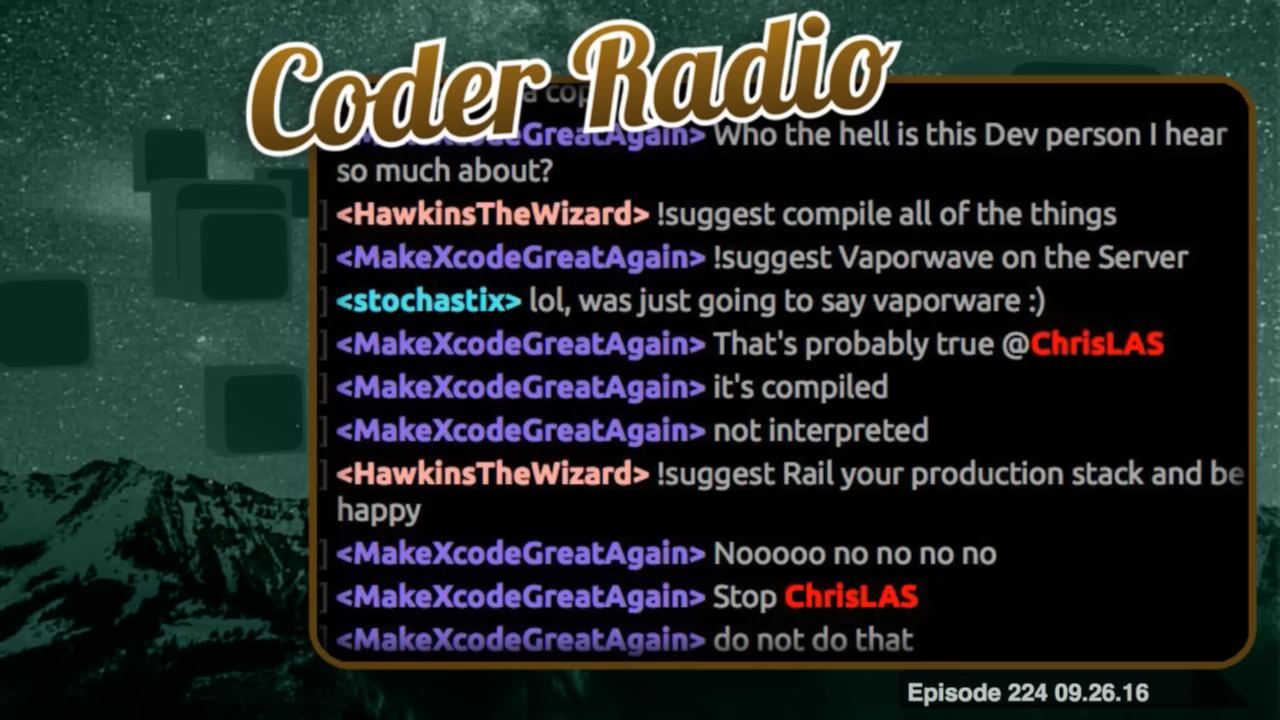 Coder Radio
a cop
<MakeXcodeGreatAgain> Who the hell is this Dev person I hear
so much about?
] <HawkinsTheWizard> !suggest compile all of the things
] <MakeXcodeGreatAgain> !suggest Vaporwave on the Server
] <stochastix> lol, was just going to say vaporware :)
] <MakeXcodeGreatAgain> That's probably true @ChrisLAS
] <MakeXcodeGreatAgain> it's compiled
] <MakeXcodeGreatAgain> not interpreted
] <HawkinsTheWizard> !suggest Rail your production stack and be
happy
] <MakeXcodeGreatAgain> Nooooo no no no no
] <MakeXcodeGreatAgain> Stop ChrisLAS
] <MakeXcodeGreatAgain> do not do that
Episode 224 09.26.16